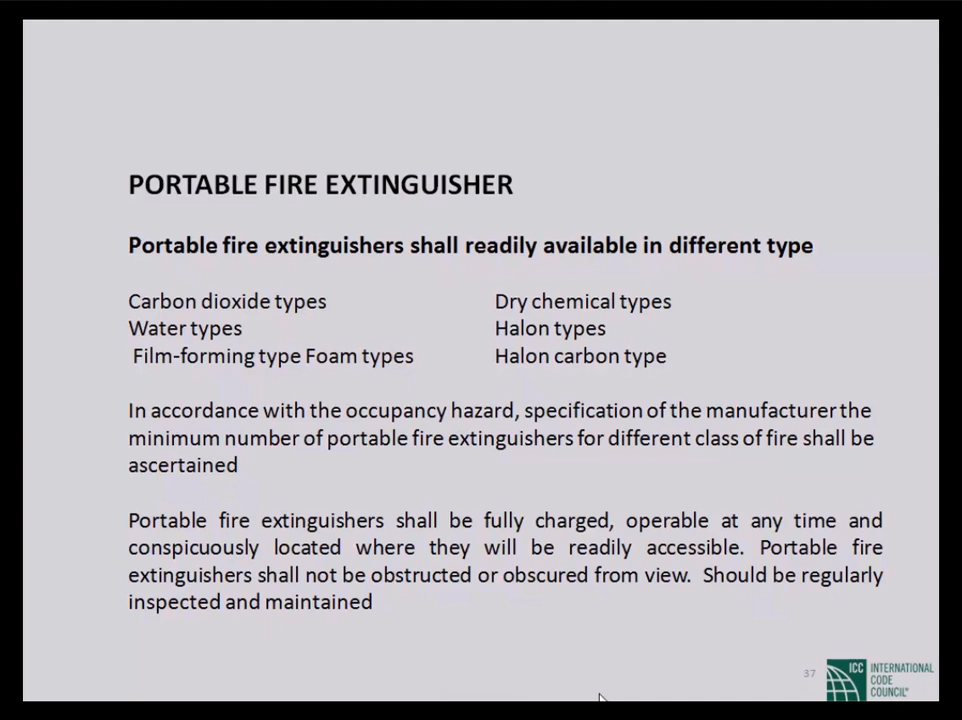 PORTABLE FIRE EXTINGUISHER
Portable fire extinguishers shall readily available in different type
Carbon dioxide types
Water types
Film-forming type Foam types
Dry chemical types
Halon types
Halon carbon type
In accordance with the occupancy hazard, specification of the manufacturer the
minimum number of portable fire extinguishers for different class of fire shall be
ascertained
Portable fire extinguishers shall be fully charged, operable at any time and
conspicuously located where they will be readily accessible. Portable fire
extinguishers shall not be obstructed or obscured from view. Should be regularly
inspected and maintained
37
ICC
INTERNATIONAL
CODE
COUNCIL®